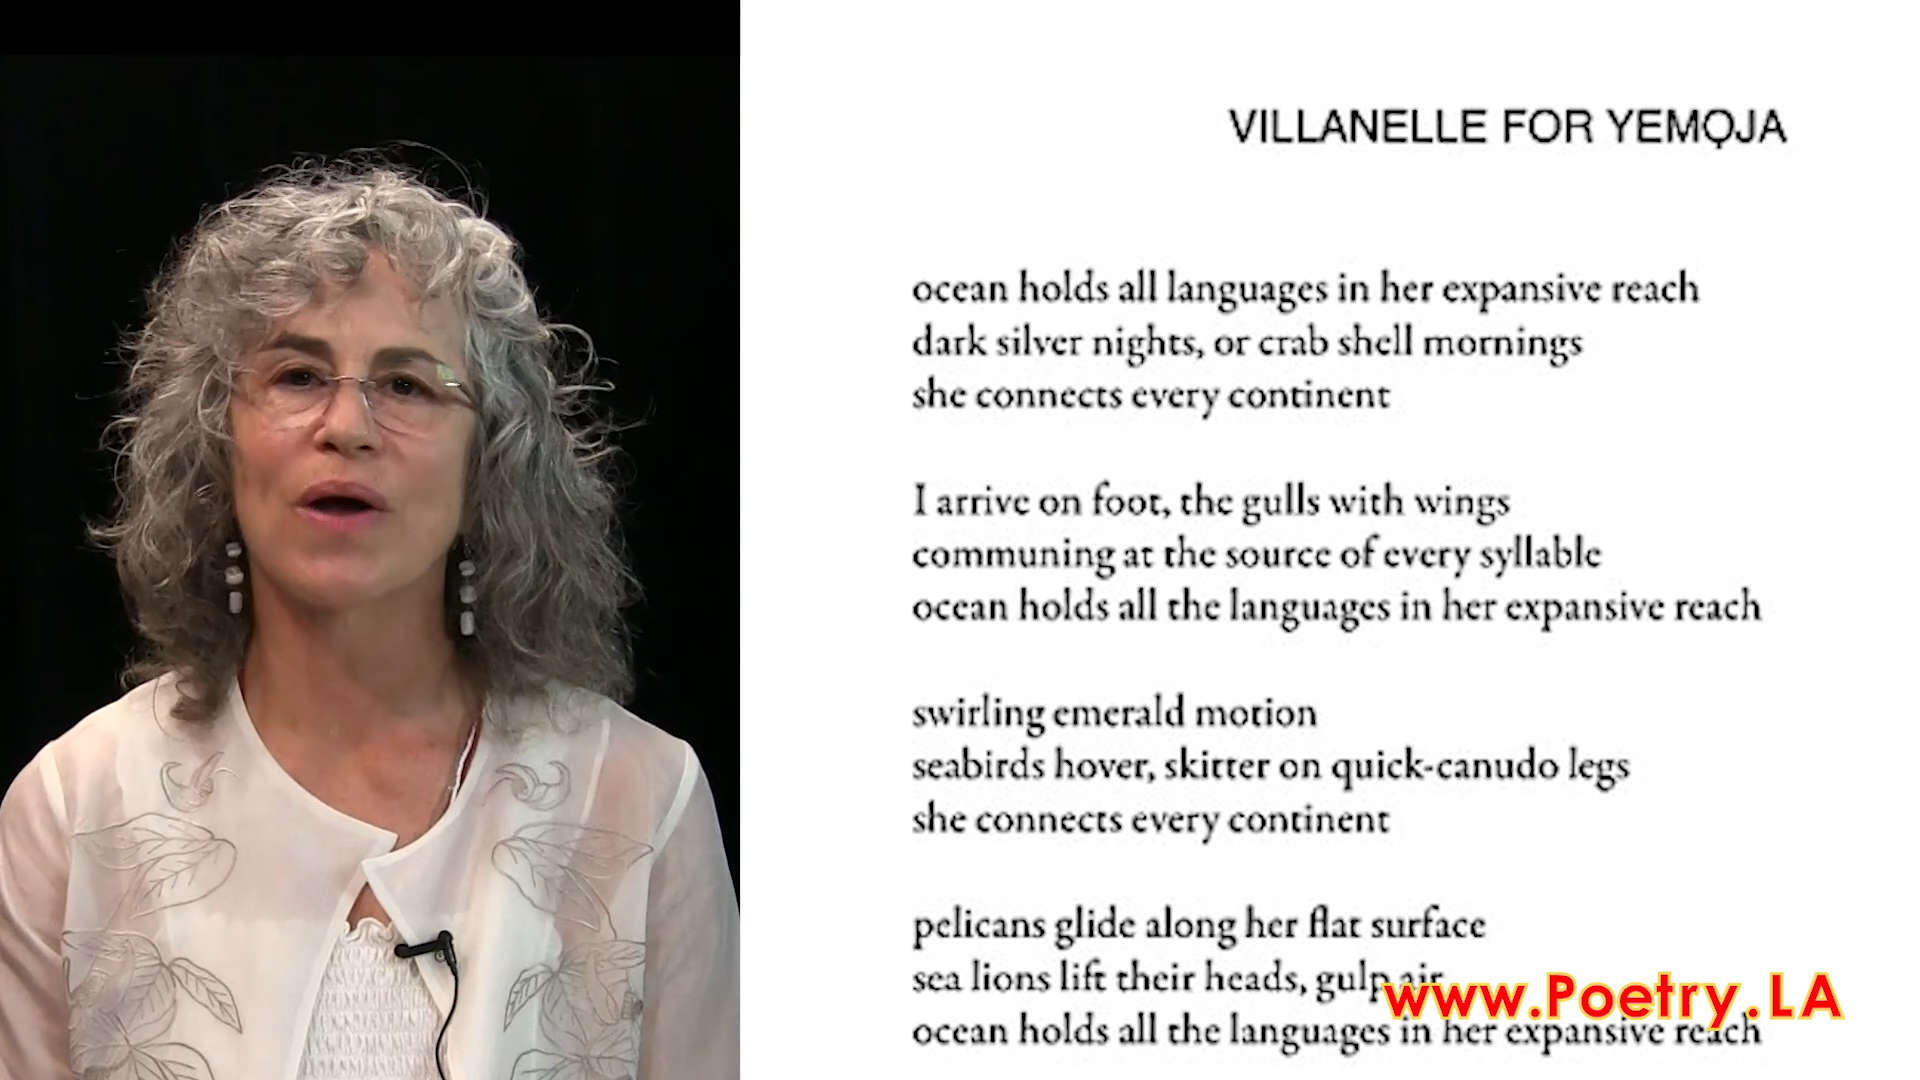 VILLANELLE FOR YEMỌJA
ocean holds all languages in her expansive reach
dark silver nights, or crab shell mornings
she connects every continent
I arrive on foot, the gulls with wings
communing at the source of every syllable
ocean holds all the languages in her expansive reach
swirling emerald motion
seabirds hover, skitter on quick-canudo legs
she connects every continent
pelicans glide along her flat surface
sea lions lift their heads, gulp air
www.Poetry.LA
ocean holds all the languages in her expansive reach